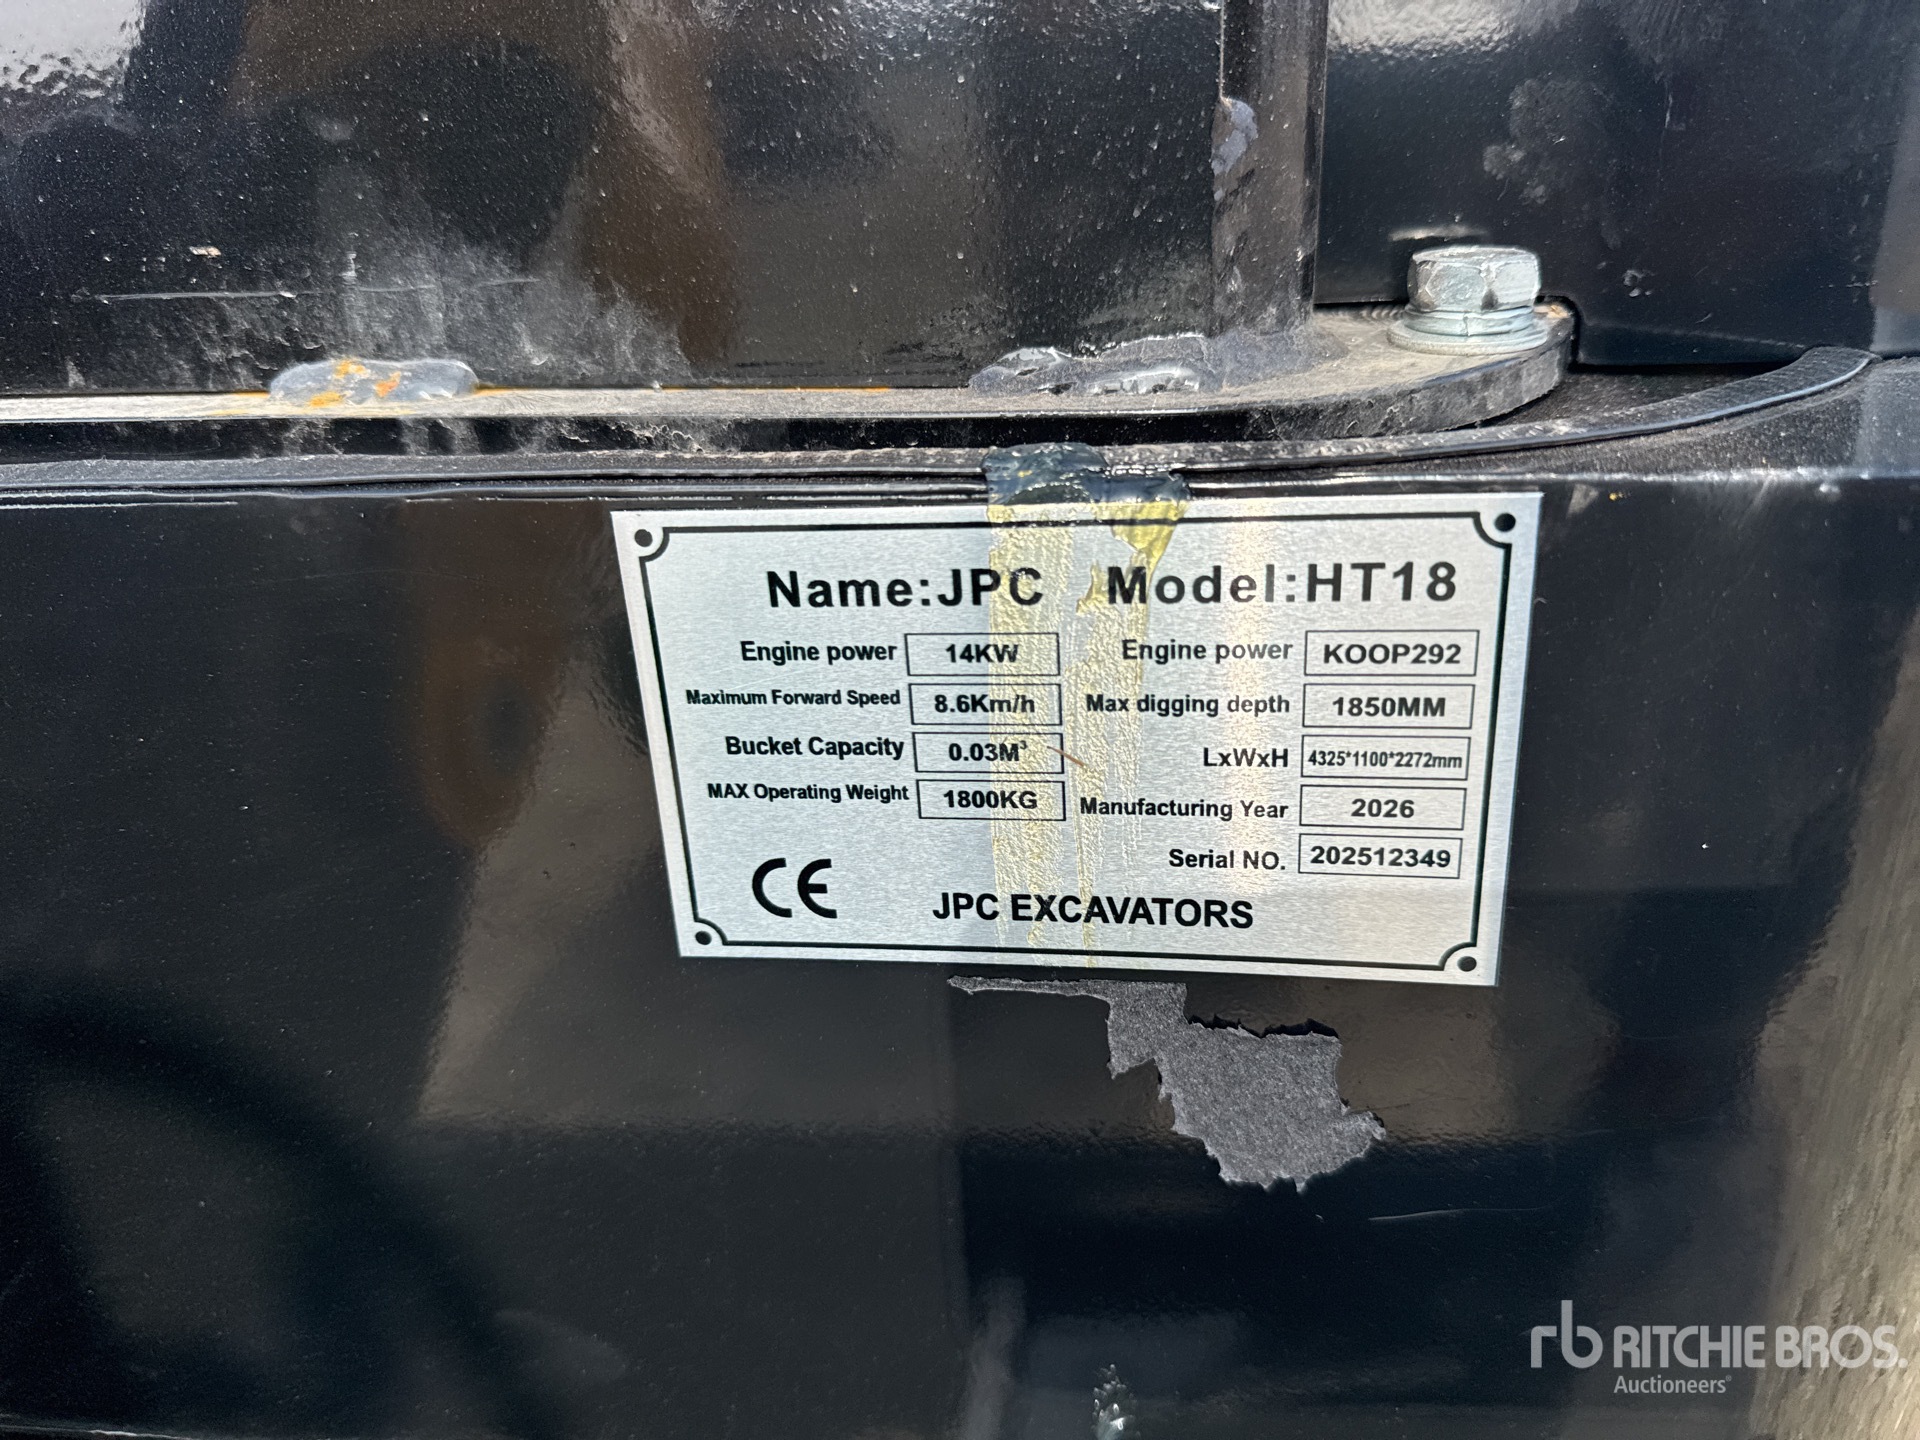 Name:JPC Model:HT18
Engine power 14KW Engine power KOOP292
Maximum Forward Speed 8.6Km/h Max digging depth 1850MM
Bucket Capacity 0.03M³ LxWxH 4325*1100*2272mm
MAX Operating Weight 1800KG Manufacturing Year 2026
Serial NO. 202512349
CE JPC EXCAVATORS
rb RITCHIE BROS.
Auctioneers®